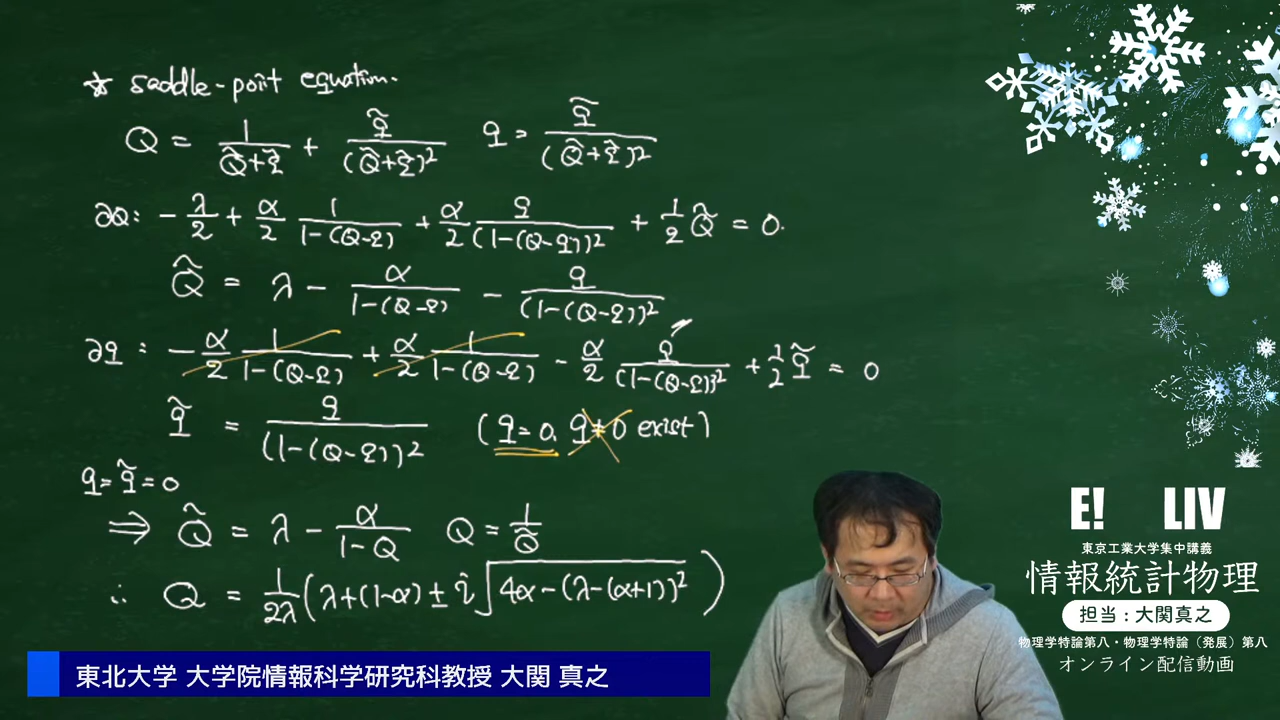 ☆ saddle-point equation.
Q = 1/(Q̃+q̃) + q̃/(Q̃+q̃)² q = q̃/(Q̃+q̃)²
∂Q: -λ/2 + α/2 1/(1-(Q-q)) + α/2 q/(1-(Q-q))² + 1/2 Q̃ = 0.
Q̃ = λ - α/(1-(Q-q)) - q/(1-(Q-q))²
∂q: -α/2 1/(1-(Q-q)) + α/2 1/(1-(Q-q)) - α/2 q/(1-(Q-q))² + 1/2 q̃ = 0
q̃ = q/(1-(Q-q))² (q=0, q≠0 exist)
q=q̃=0
⇒ Q̃ = λ - α/(1-Q) Q = 1/Q̃
∴ Q = 1/2λ (λ+(1-α) ± i√(4α-(λ-(α+1))²))
東北大学 大学院情報科学研究科教授 大関 真之
E! LIV
東京工業大学集中講義
情報統計物理
担当：大関真之
物理学特論第八・物理学特論（発展）第八
オンライン配信動画